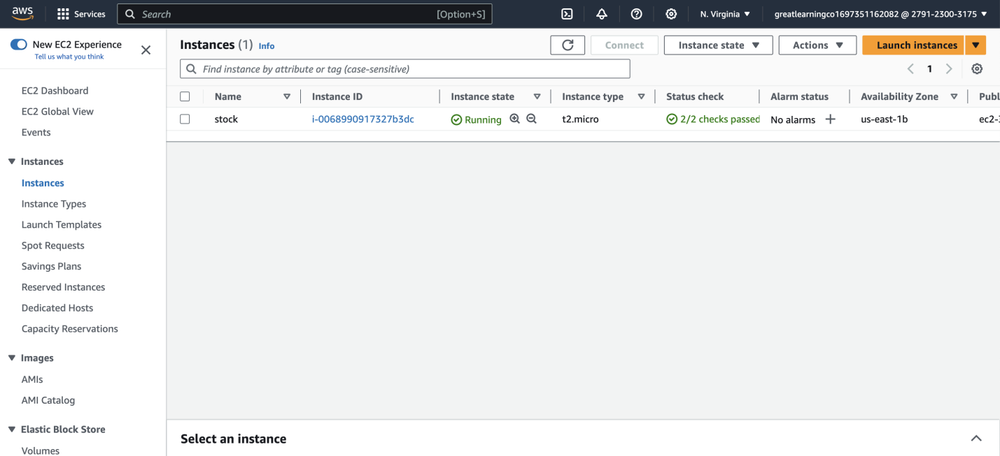 aws
Services
Search [Option+S]
N. Virginia
greatlearningco1697351162082 @ 2791-2300-3175
New EC2 Experience
Tell us what you think
EC2 Dashboard
EC2 Global View
Events
Instances
Instances
Instance Types
Launch Templates
Spot Requests
Savings Plans
Reserved Instances
Dedicated Hosts
Capacity Reservations
Images
AMIs
AMI Catalog
Elastic Block Store
Volumes
Instances (1) Info
Connect
Instance state
Actions
Launch instances
Find instance by attribute or tag (case-sensitive)
1
Name Instance ID Instance state Instance type Status check Alarm status Availability Zone Publ
stock i-0068990917327b3dc Running t2.micro 2/2 checks passed No alarms + us-east-1b ec2-3
Select an instance